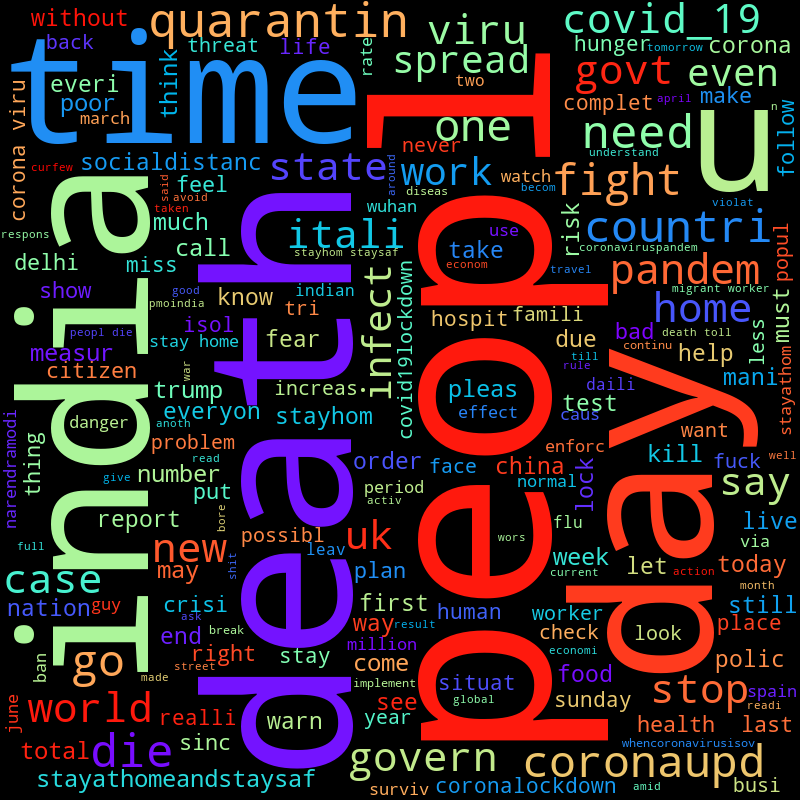 without
quarantin
viru
covid_19
back
time
threat
life
rate
spread
two
hunger
tomorrow
corona
everi
think
poor
march
peopl
one
govt
even
complet
april
make
n
u
follow
corona viru
need
understand
never
socialdistanc
state
around
work
watch
fight
curfew
said
avoid
feel
diseas
becom
violat
taken
india
much
death
wuhan
use
risk
countri
respons
call
itali
stayhom staysaf
take
coronaviruspandem
popul
delhi
miss
infect
covid19lockdown
econom
travel
pandem
show
good
indian
know
migrant worker
pmoindia
tri
home
must
peopl die
isol
hospit
famili
bad
death toll
measur
stay home
fear
due
continu
less
help
citizen
war
till
rule
day
mani
stayathom
trump
increas
pleas
daili
test
danger
everyon
stayhom
effect
caus
anoth
narendramodi
thing
problem
enforc
want
read
order
face
china
kill
well
number
give
put
period
normal
lock
fuck
say
report
bore
activ
flu
live
possibl
uk
wors
via
full
new
leav
shit
week
let
today
case
may
plan
current
action
month
nation
guy
crisi
first
human
worker
still
ask
way
result
check
look
place
end
break
right
million
economi
go
street
stay
come
food
polic
ban
made
implement
situat
spain
world
warn
see
global
sunday
stop
readi
june
realli
year
health
last
total
die
sinc
govern
whencoronavirusisov
coronaupd
stayathomeandstaysaf
surviv
coronalockdown
amid
busi